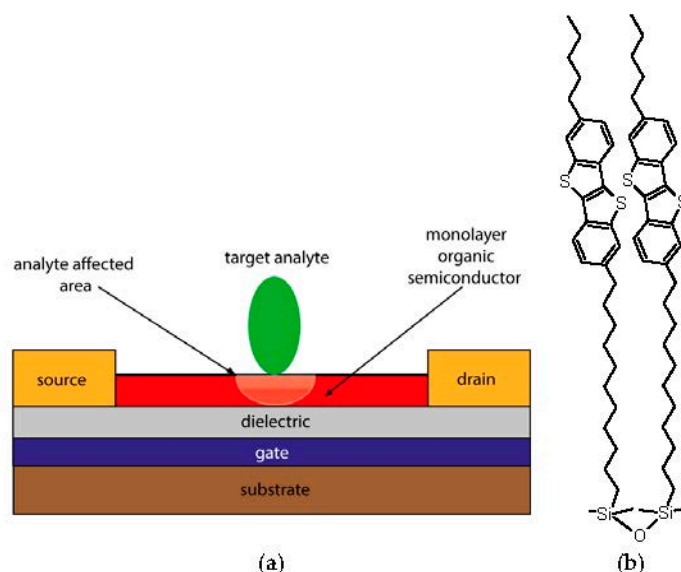 analyte affected
area
target analyte
monolayer
organic
semiconductor
source
drain
dielectric
gate
substrate
(a)
S
S
S
S
Si
Si
O
(b)